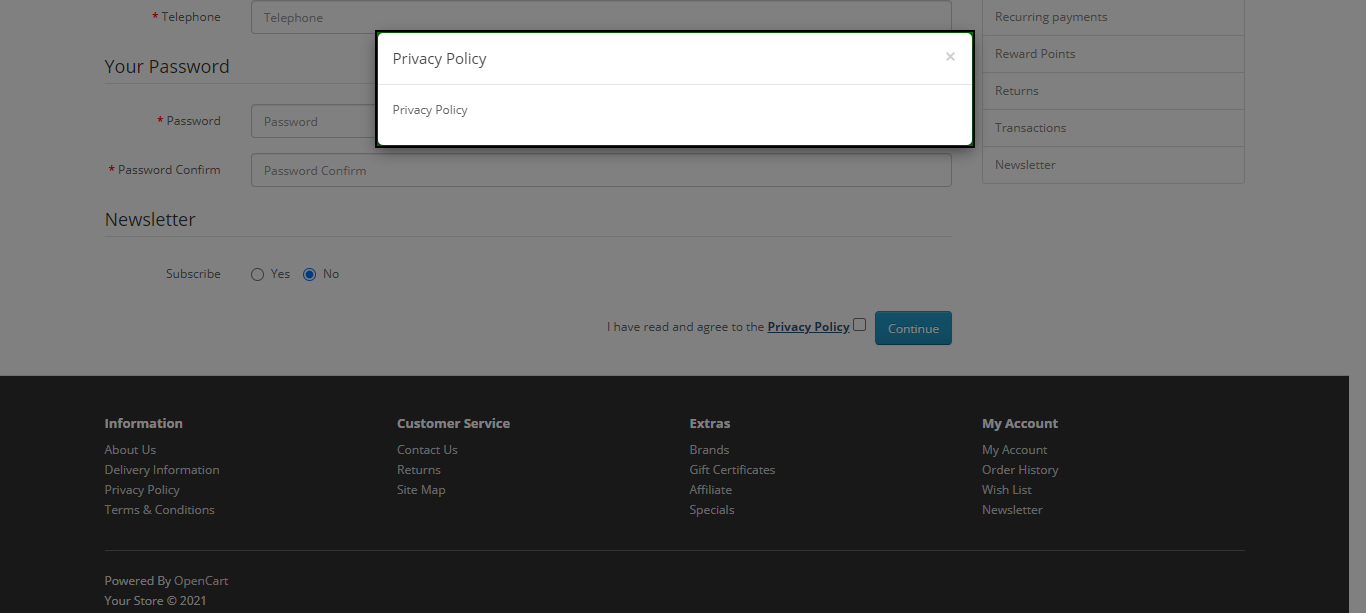 * Telephone
Telephone
Recurring payments
Privacy Policy
×
Reward Points
Your Password
Returns
Privacy Policy
* Password
Password
Transactions
* Password Confirm
Password Confirm
Newsletter
Newsletter
Subscribe
Yes
No
I have read and agree to the Privacy Policy
Continue
Information
About Us
Delivery Information
Privacy Policy
Terms & Conditions
Customer Service
Contact Us
Returns
Site Map
Extras
Brands
Gift Certificates
Affiliate
Specials
My Account
My Account
Order History
Wish List
Newsletter
Powered By OpenCart
Your Store © 2021